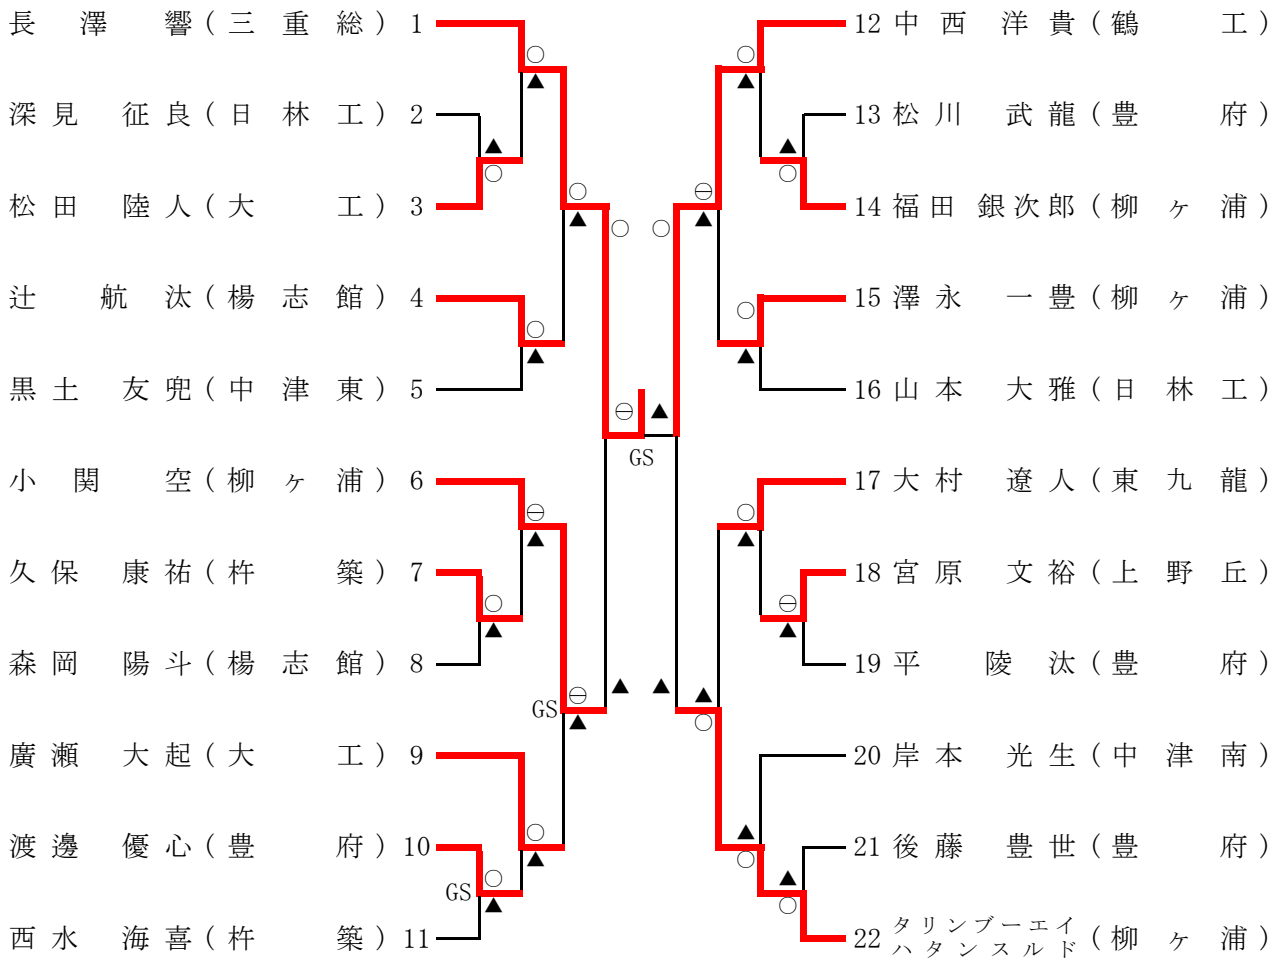 長澤 響(三重総) 1
深見 征良(日林工) 2
松田 陸人(大工) 3
辻 航汰(楊志館) 4
黒土 友兜(中津東) 5
小関 空(柳ヶ浦) 6
久保 康祐(杵築) 7
森岡 陽斗(楊志館) 8
廣瀬 大起(大工) 9
渡邊 優心(豊府) 10
西水 海喜(杵築) 11
GS
GS
GS
12 中西 洋貴(鶴工)
13 松川 武龍(豊府)
14 福田 銀次郎(柳ヶ浦)
15 澤永 一豊(柳ヶ浦)
16 山本 大雅(日林工)
17 大村 遼人(東九龍)
18 宮原 文裕(上野丘)
19 平 陵汰(豊府)
20 岸本 光生(中津南)
21 後藤 豊世(豊府)
22 タリンブーエイ
ハタンスルド (柳ヶ浦)